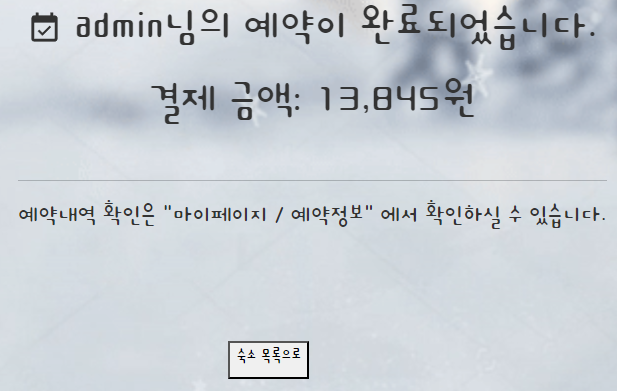 admin님의 예약이 완료되었습니다.
결제 금액: 13,845원
예약내역 확인은 "마이페이지 / 예약정보" 에서 확인하실 수 있습니다.
숙소 목록으로